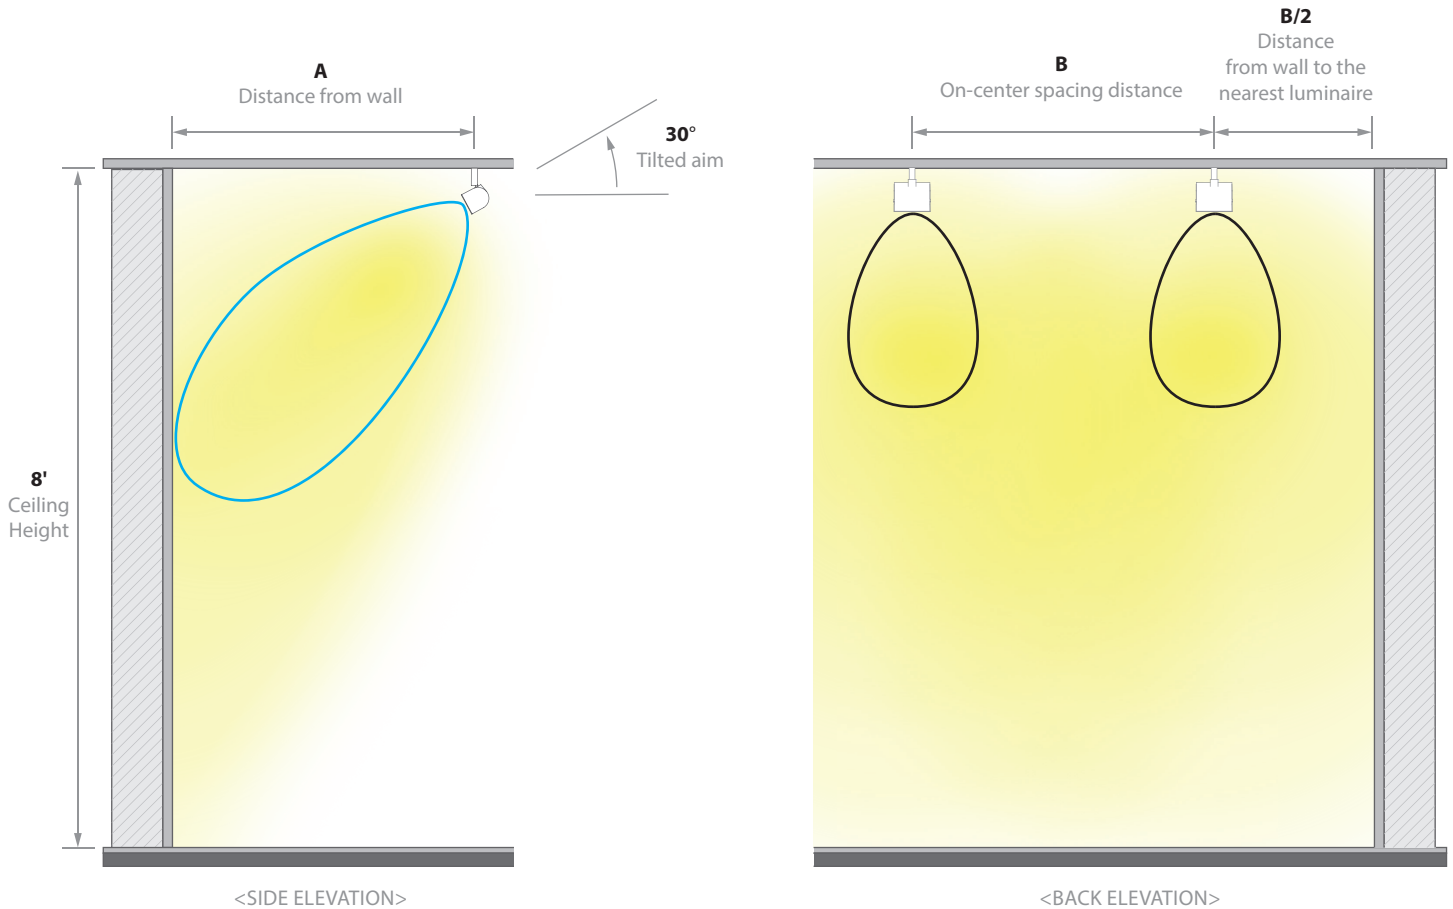 A
Distance from wall
30°
Tilted aim
8'
Ceiling
Height
<SIDE ELEVATION>
B
On-center spacing distance
B/2
Distance
from wall to the
nearest luminaire
<BACK ELEVATION>